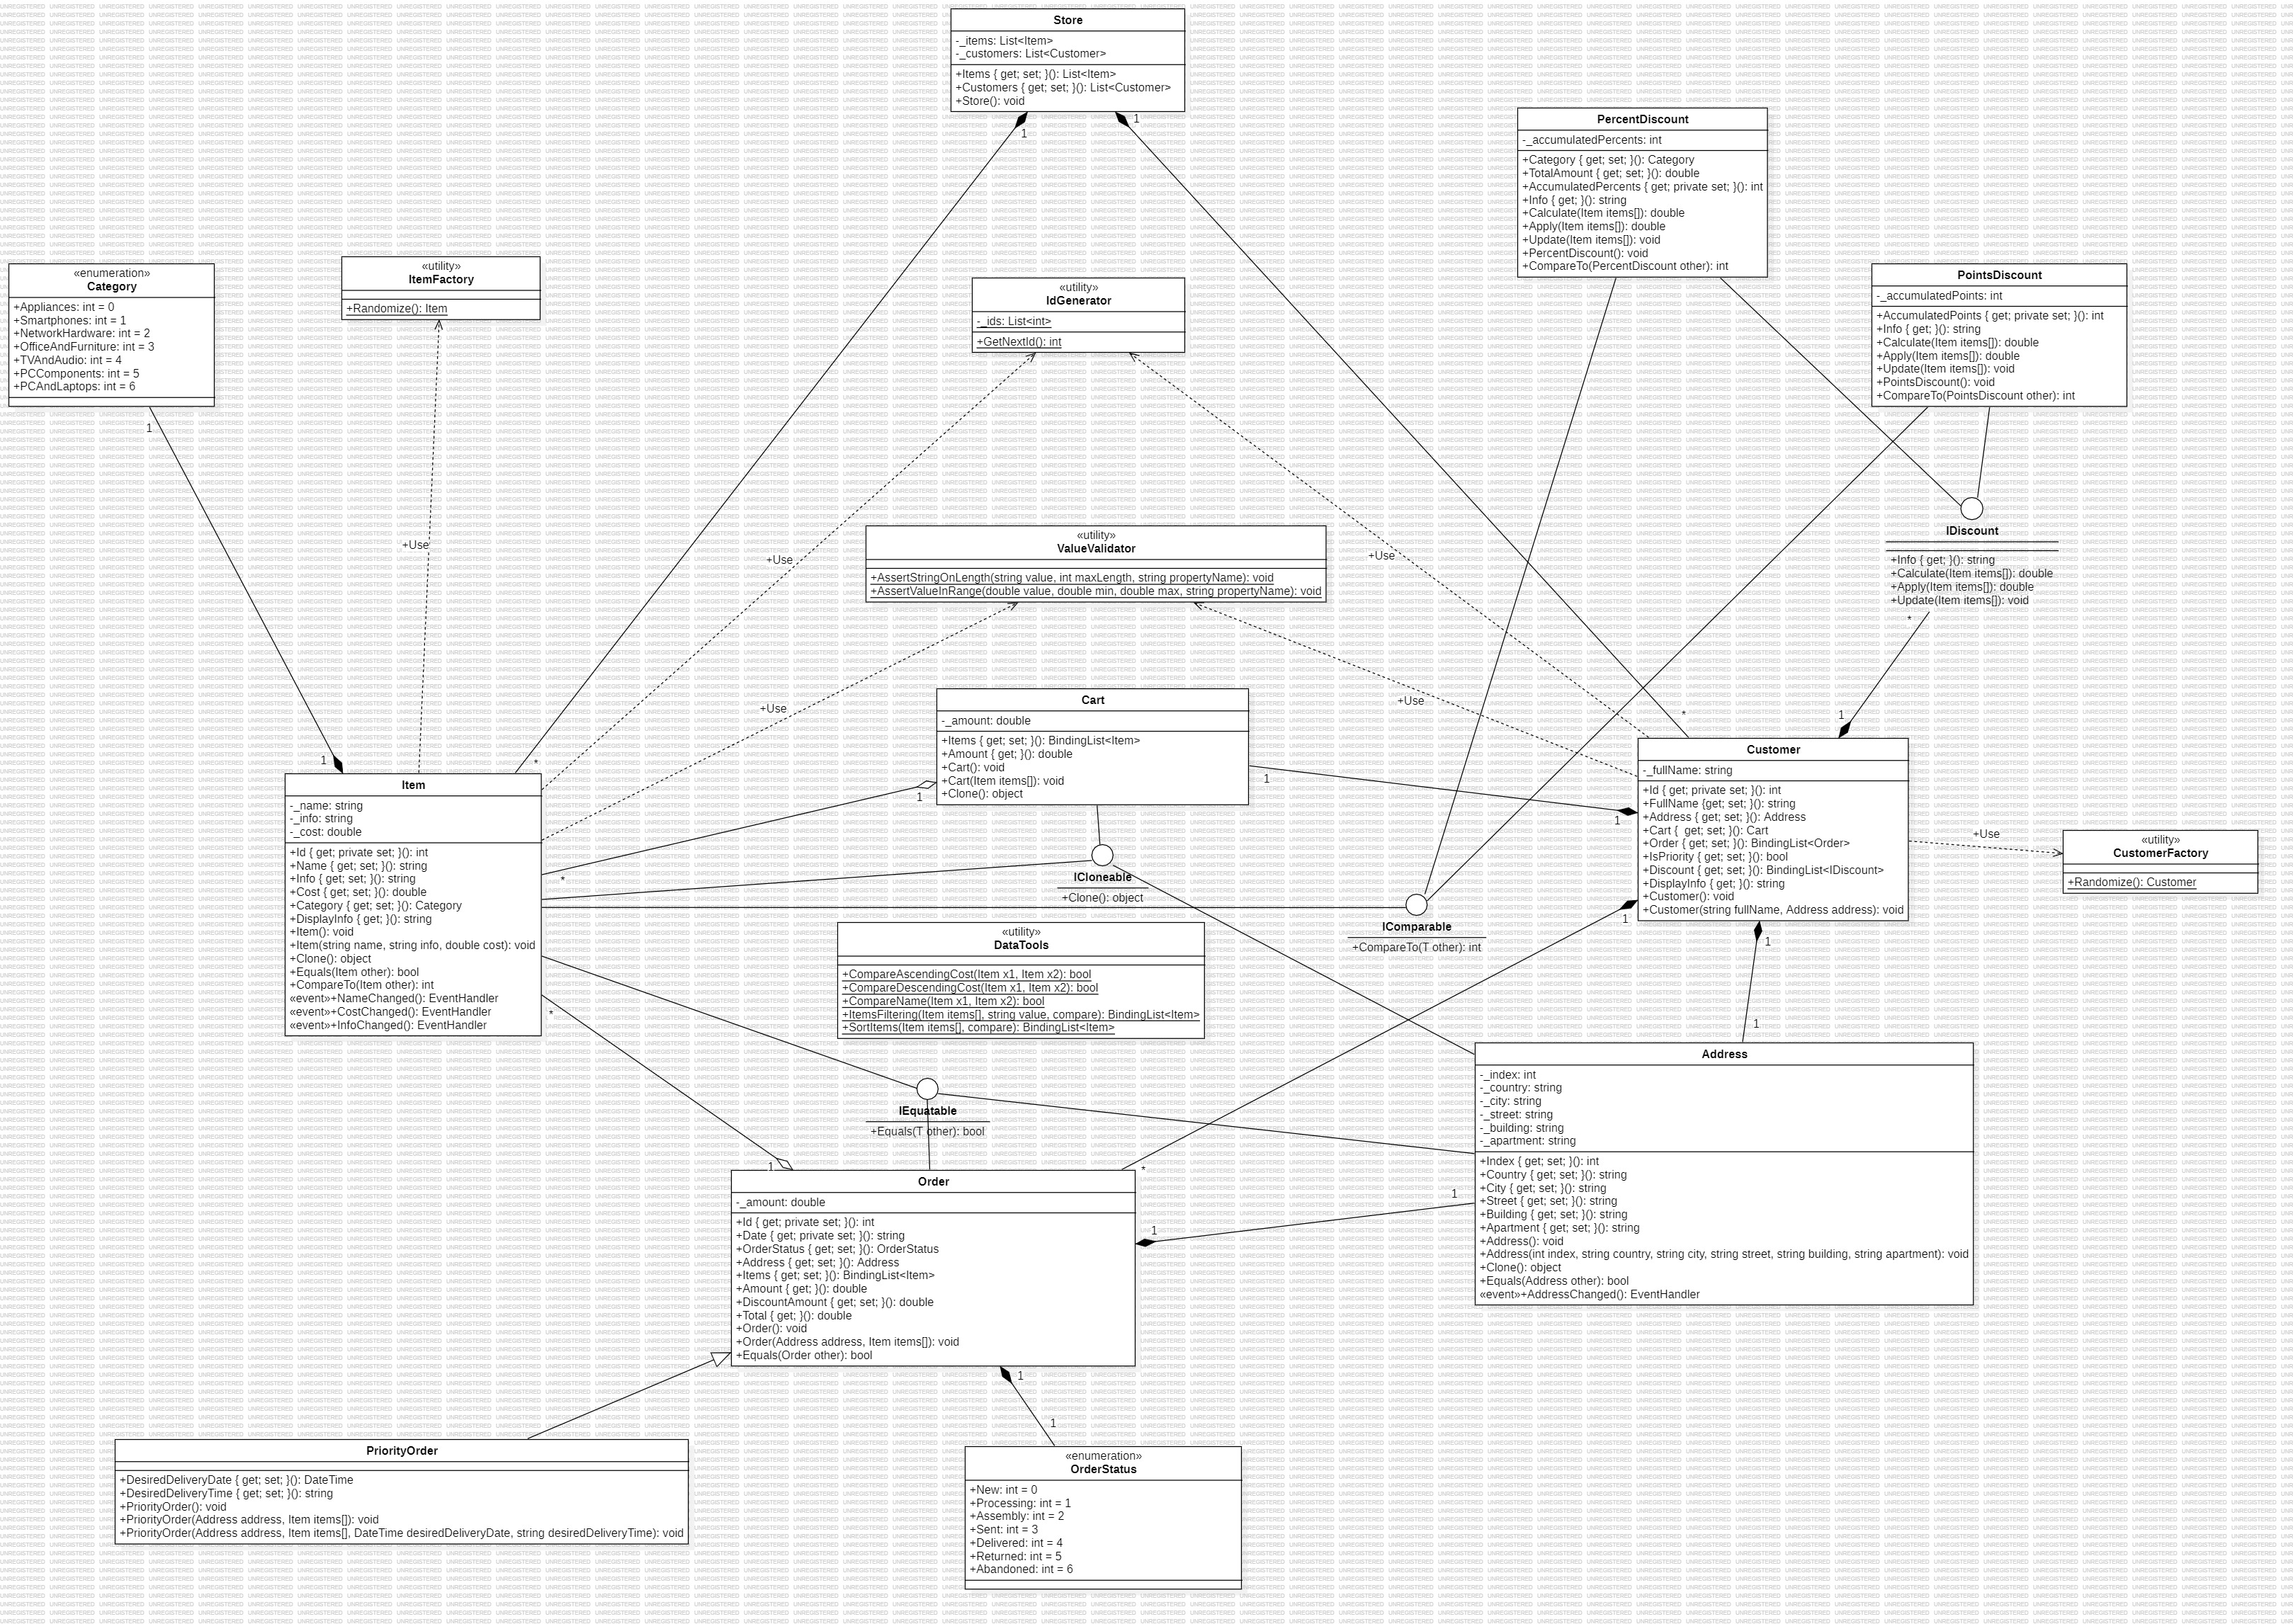 Store
-_items: List<Item>
-_customers: List<Customer>
+Items { get; set; }(): List<Item>
+Customers { get; set; }(): List<Customer>
+Store(): void
1
1
PercentDiscount
-_accumulatedPercents: int
+Category { get; set; }(): Category
+TotalAmount { get; set; }(): double
+AccumulatedPercents { get; private set; }(): int
+Info { get; }(): string
+Calculate(Item items[]): double
+Apply(Item items[]): double
+Update(Item items[]): void
+PercentDiscount(): void
+CompareTo(PercentDiscount other): int
«enumeration»
Category
+Appliances: int = 0
+Smartphones: int = 1
+NetworkHardware: int = 2
+OfficeAndFurniture: int = 3
+TVAndAudio: int = 4
+PCComponents: int = 5
+PCAndLaptops: int = 6
1
«utility»
ItemFactory
+Randomize(): Item
«utility»
IdGenerator
-_ids: List<int>
+GetNextId(): int
PointsDiscount
-_accumulatedPoints: int
+AccumulatedPoints { get; private set; }(): int
+Info { get; }(): string
+Calculate(Item items[]): double
+Apply(Item items[]): double
+Update(Item items[]): void
+PointsDiscount(): void
+CompareTo(PointsDiscount other): int
+Use
+Use
+Use
«utility»
ValueValidator
+AssertStringOnLength(string value, int maxLength, string propertyName): void
+AssertValueInRange(double value, double min, double max, string propertyName): void
IDiscount
+Info { get; }(): string
+Calculate(Item items[]): double
+Apply(Item items[]): double
+Update(Item items[]): void
*
+Use
+Use
1
*
*
1
Cart
-_amount: double
+Items { get; set; }(): BindingList<Item>
+Amount { get; }(): double
+Cart(): void
+Cart(Item items[]): void
+Clone(): object
1
1
1
Customer
-_fullName: string
+Id { get; private set; }(): int
+FullName {get; set; }(): string
+Address { get; set; }(): Address
+Cart {  get; set; }(): Cart
+Order { get; set; }(): BindingList<Order>
+IsPriority { get; set; }(): bool
+Discount { get; set; }(): BindingList<IDiscount>
+DisplayInfo { get; }(): string
+Customer(): void
+Customer(string fullName, Address address): void
+Use
«utility»
CustomerFactory
+Randomize(): Customer
Item
-_name: string
-_info: string
-_cost: double
+Id { get; private set; }(): int
+Name { get; set; }(): string
+Info { get; set; }(): string
+Cost { get; set; }(): double
+Category { get; set; }(): Category
+DisplayInfo { get; }(): string
+Item(): void
+Item(string name, string info, double cost): void
+Clone(): object
+Equals(Item other): bool
+CompareTo(Item other): int
«event»+NameChanged(): EventHandler
«event»+CostChanged(): EventHandler
«event»+InfoChanged(): EventHandler
*
*
ICloneable
+Clone(): object
IComparable
+CompareTo(T other): int
1
1
1
«utility»
DataTools
+CompareAscendingCost(Item x1, Item x2): bool
+CompareDescendingCost(Item x1, Item x2): bool
+CompareName(Item x1, Item x2): bool
+ItemsFiltering(Item items[], string value, compare): BindingList<Item>
+SortItems(Item items[], compare): BindingList<Item>
IEquatable
+Equals(T other): bool
Address
-_index: int
-_country: string
-_city: string
-_street: string
-_building: string
-_apartment: string
+Index { get; set; }(): int
+Country { get; set; }(): string
+City { get; set; }(): string
+Street { get; set; }(): string
+Building { get; set; }(): string
+Apartment { get; set; }(): string
+Address(): void
+Address(int index, string country, string city, string street, string building, string apartment): void
+Clone(): object
+Equals(Address other): bool
«event»+AddressChanged(): EventHandler
1
*
1
1
Order
-_amount: double
+Id { get; private set; }(): int
+Date { get; private set; }(): string
+OrderStatus { get; set; }(): OrderStatus
+Address { get; set; }(): Address
+Items { get; set; }(): BindingList<Item>
+Amount { get; }(): double
+DiscountAmount { get; set; }(): double
+Total { get; }(): double
+Order(): void
+Order(Address address, Item items[]): void
+Equals(Order other): bool
1
1
PriorityOrder
+DesiredDeliveryDate { get; set; }(): DateTime
+DesiredDeliveryTime { get; set; }(): string
+PriorityOrder(): void
+PriorityOrder(Address address, Item items[]): void
+PriorityOrder(Address address, Item items[], DateTime desiredDeliveryDate, string desiredDeliveryTime): void
«enumeration»
OrderStatus
+New: int = 0
+Processing: int = 1
+Assembly: int = 2
+Sent: int = 3
+Delivered: int = 4
+Returned: int = 5
+Abandoned: int = 6
UNREGISTERED